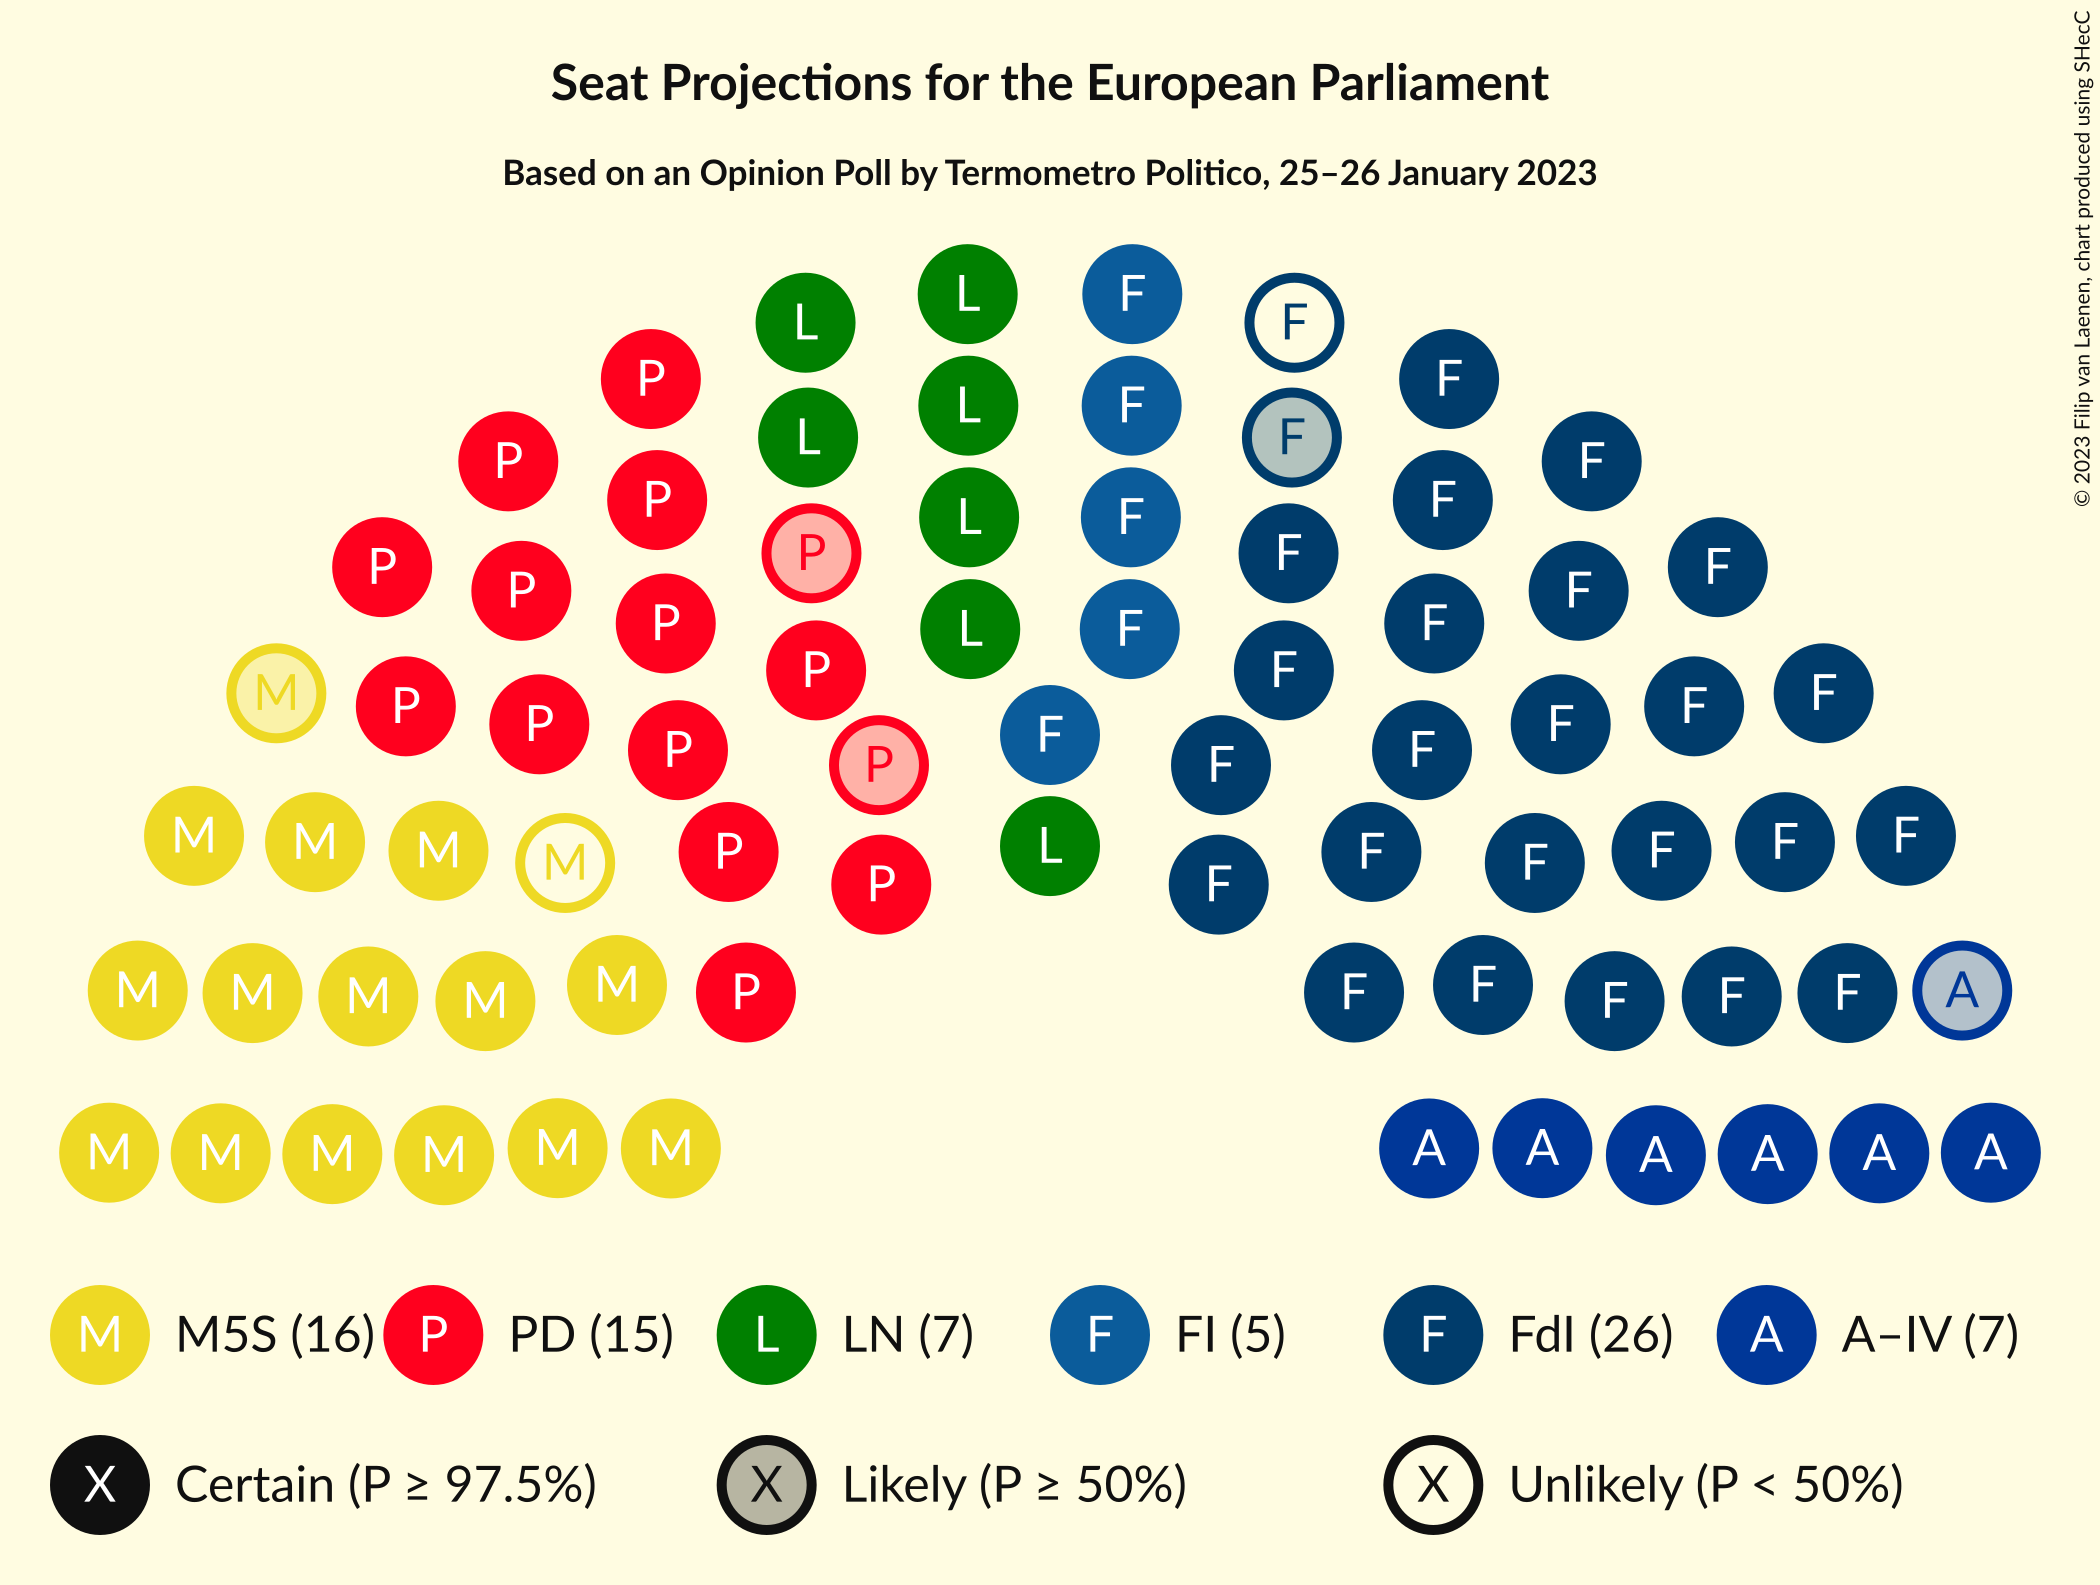 Seat Projections for the European Parliament
Based on an Opinion Poll by Termometro Politico, 25–26 January 2023
© 2023 Filip van Laenen, chart produced using SHecC
L L F F
P L L F F F
P P L F F F
P P P P L F F F F F
M P P P P L F F F F F F
P P F F F
M M M M P P L F F F F F F
M M M M M P F F F F F A
M M M M M M A A A A A A
M M5S (16) P PD (15) L LN (7) F FI (5) F FdI (26) A A–IV (7)
X Certain (P ≥ 97.5%) X Likely (P ≥ 50%) X Unlikely (P < 50%)